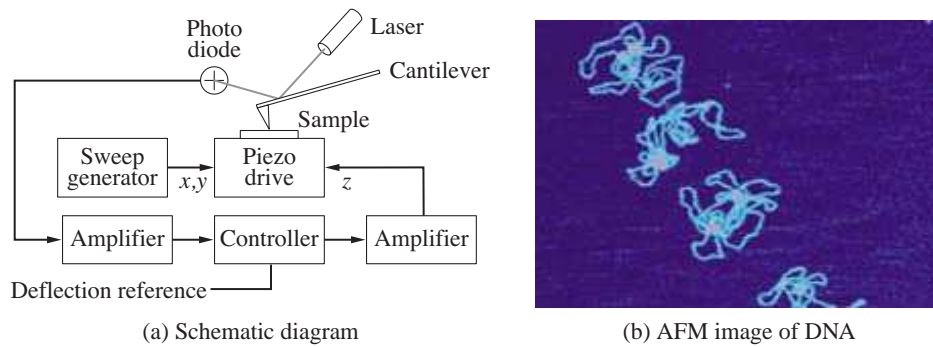 Photo
diode
Laser
Cantilever
Sample
Sweep
generator
x,y
Piezo
drive
z
Amplifier
Controller
Amplifier
Deflection reference
(a) Schematic diagram
(b) AFM image of DNA